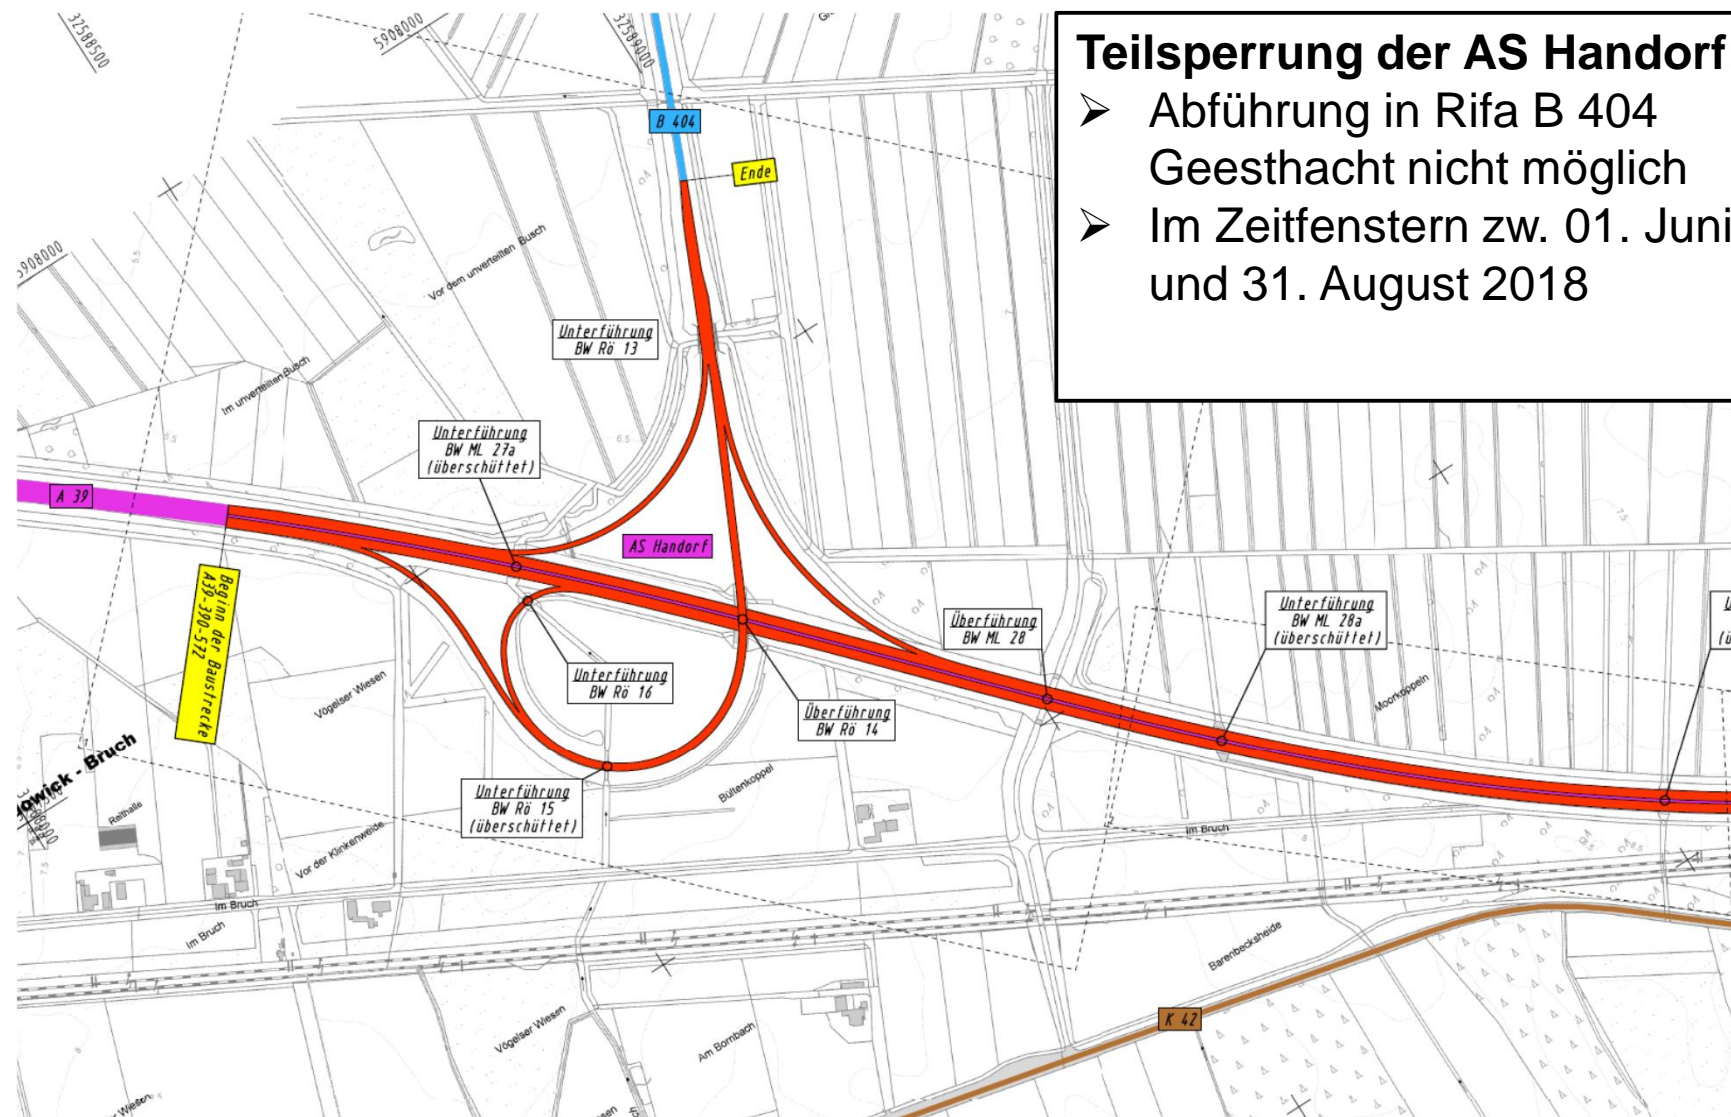 Teilsperrung der AS Handorf
➢ Abführung in Rifa B 404
Geesthacht nicht möglich
➢ Im Zeitfenstern zw. 01. Juni
und 31. August 2018
32588500
5908000
32589000
B 404
Ende
5908000
Vor dem unverteilten Busch
Unterführung
BW Rö 13
Im unverteilten Busch
Unterführung
BW ML 27a
(überschüttet)
A 39
AS Handorf
Beginn der Baustrecke
A39-390-572
Überführung
BW ML 28
Unterführung
BW ML 28a
(überschüttet)
Unterführung
BW Rö 16
Vögelser Wiesen
Moorkoppeln
Überführung
BW Rö 14
Unterführung
BW Rö 15
(überschüttet)
Bültenkoppel
Bruch
Reithalle
Vor der Klinkenweide
Im Bruch
Im Bruch
Im Bruch
Barenbecksheide
K 42
Vögelser Wiesen
Am Bornbach
Wiesen